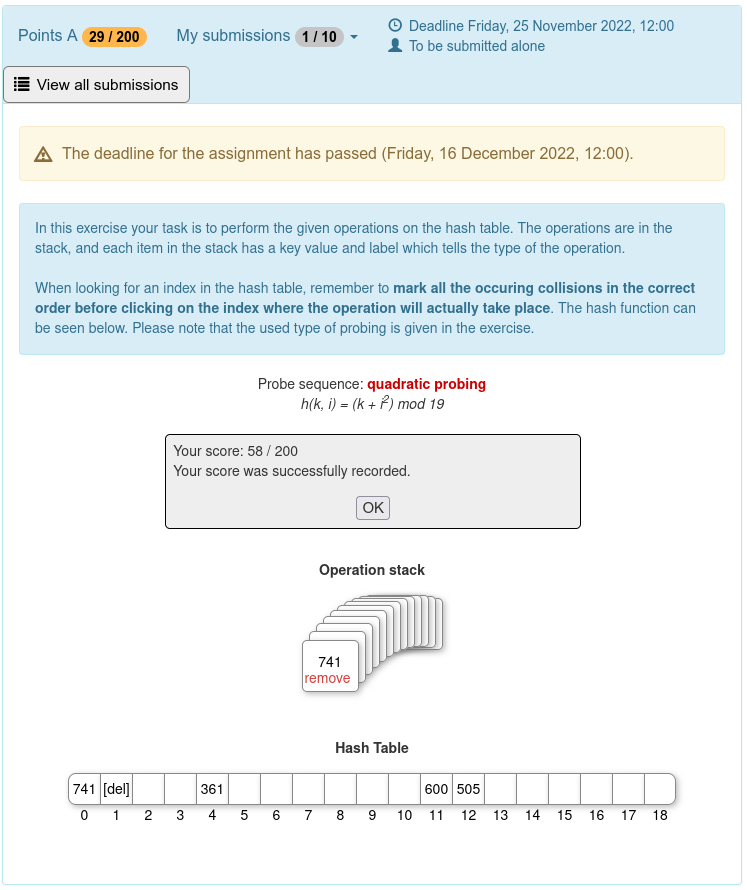 Points A 29 / 200 My submissions 1 / 10
Deadline Friday, 25 November 2022, 12:00
To be submitted alone
View all submissions
The deadline for the assignment has passed (Friday, 16 December 2022, 12:00).
In this exercise your task is to perform the given operations on the hash table. The operations are in the
stack, and each item in the stack has a key value and label which tells the type of the operation.
When looking for an index in the hash table, remember to mark all the occuring collisions in the correct
order before clicking on the index where the operation will actually take place. The hash function can
be seen below. Please note that the used type of probing is given in the exercise.
Probe sequence: quadratic probing
h(k, i) = (k + i²) mod 19
Your score: 58 / 200
Your score was successfully recorded.
OK
Operation stack
741
remove
Hash Table
741 [del] 361 600 505
0 1 2 3 4 5 6 7 8 9 10 11 12 13 14 15 16 17 18